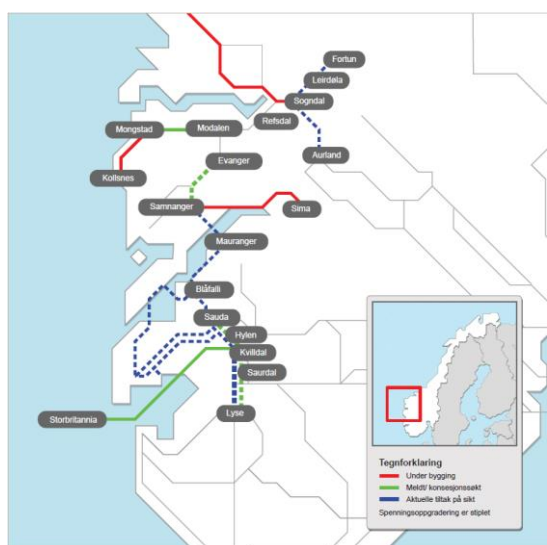 Fortun
Leirdøla
Sogndal
Refsdal
Mongstad
Modalen
Aurland
Evanger
Kollsnes
Samnanger
Sima
Mauranger
Blåfalli
Sauda
Hylen
Kvilldal
Saurdal
Storbritannia
Lyse
Tegnforklaring
Under bygging
Meldt/ konsesjonssøkt
Aktuelle tiltak på sikt
Spenningsoppgradering er stiplet